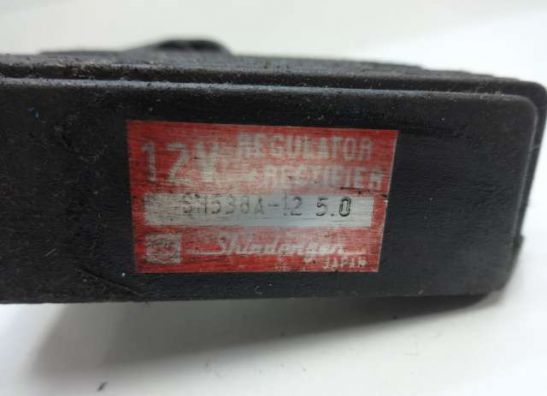 12V REGULATOR
RECTIFIER
SH538A-12 5.0
Shindengen
JAPAN